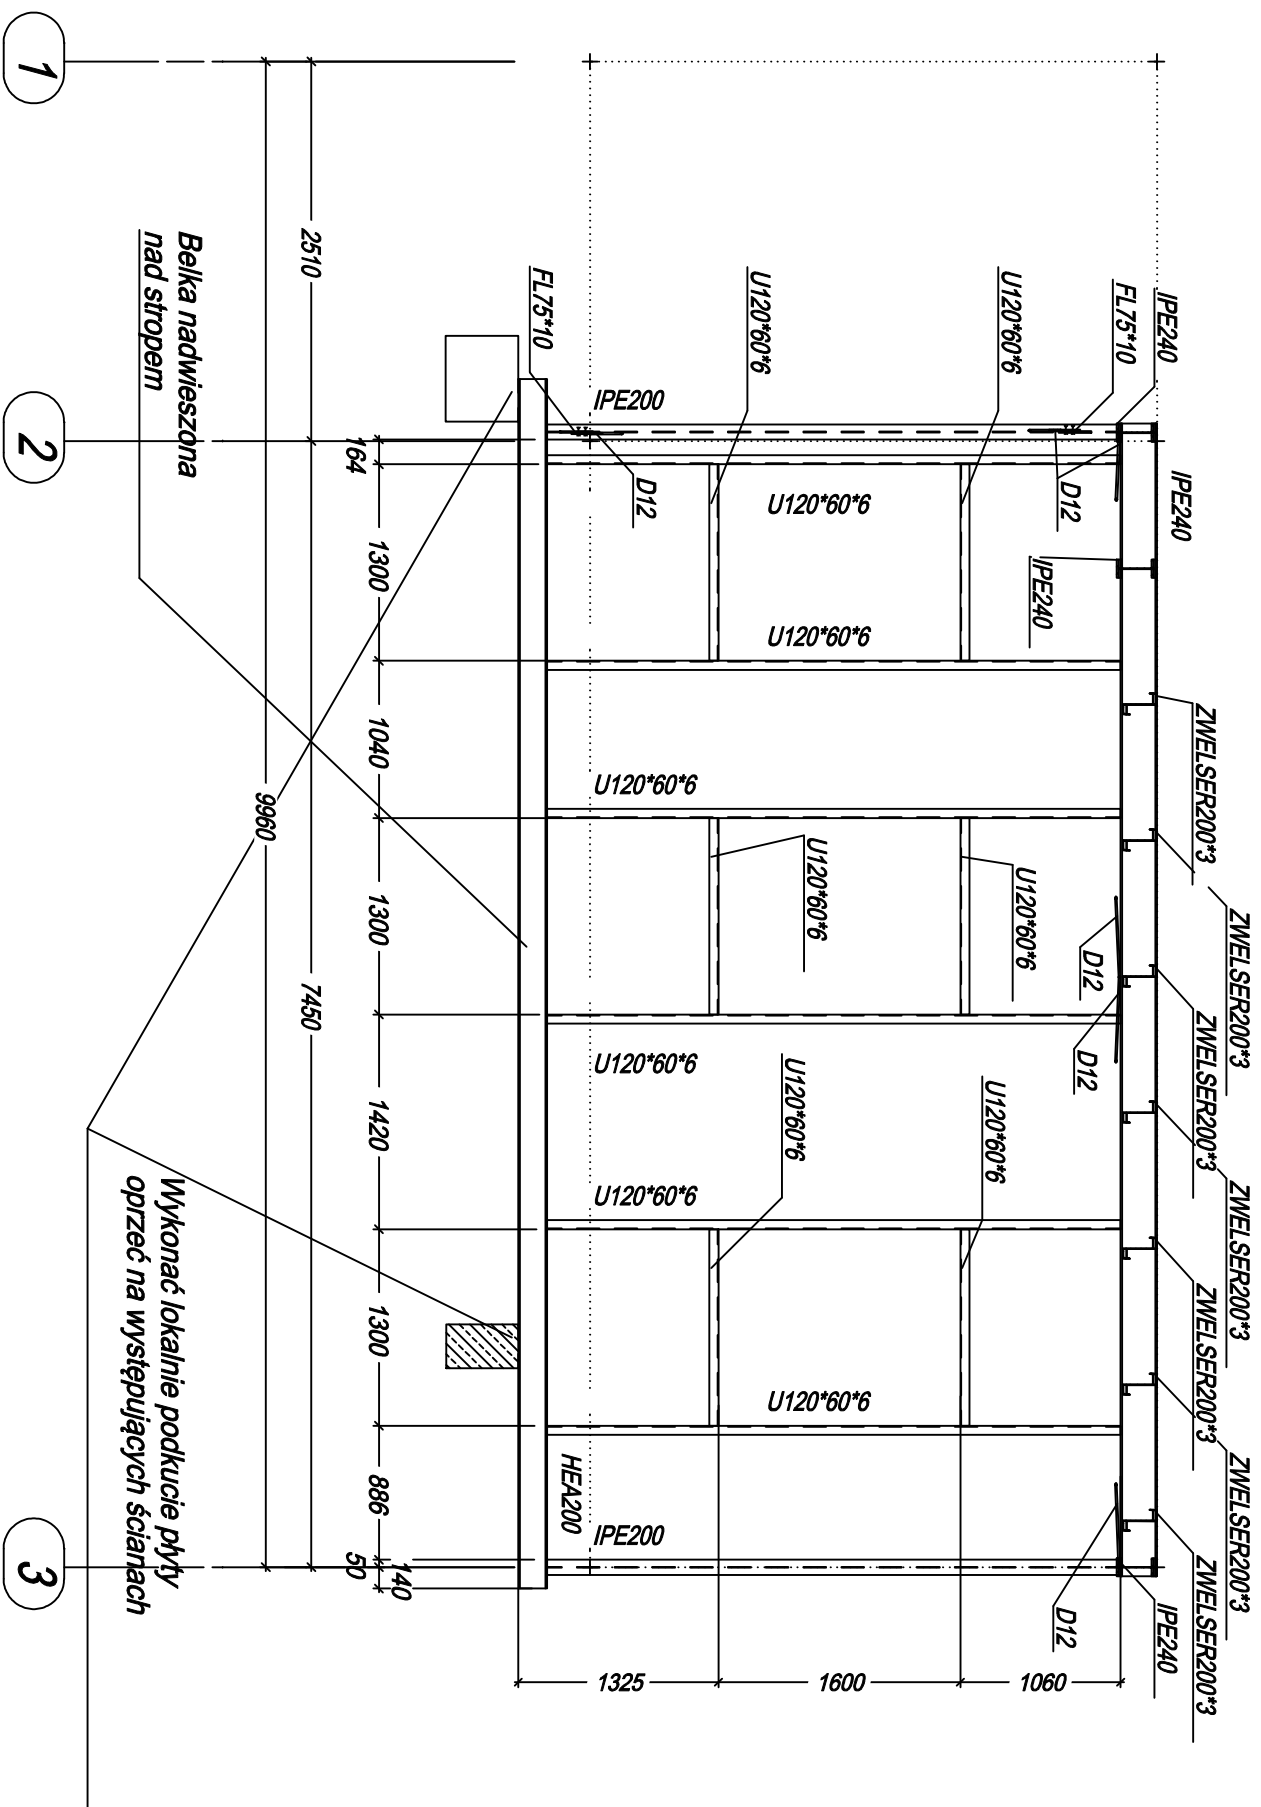 ZWELSER200*3
ZWELSER200*3
ZWELSER200*3
ZWELSER200*3
ZWELSER200*3
ZWELSER200*3
ZWELSER200*3
IPE240
IPE240
IPE240
FL75*10
D12
IPE240
D12
D12
D12
U120*60*6
U120*60*6
U120*60*6
U120*60*6
U120*60*6
U120*60*6
U120*60*6
U120*60*6
U120*60*6
U120*60*6
U120*60*6
U120*60*6
IPE200
D12
IPE200
HEA200
FL75*10
1060
1600
1325
164
1300
1040
1300
1420
1300
886
140
50
2510
7450
9960
Belka nadwieszona
nad stropem
Wykonać lokalnie podkucie płyty
oprzeć na występujących ścianach
1
2
3